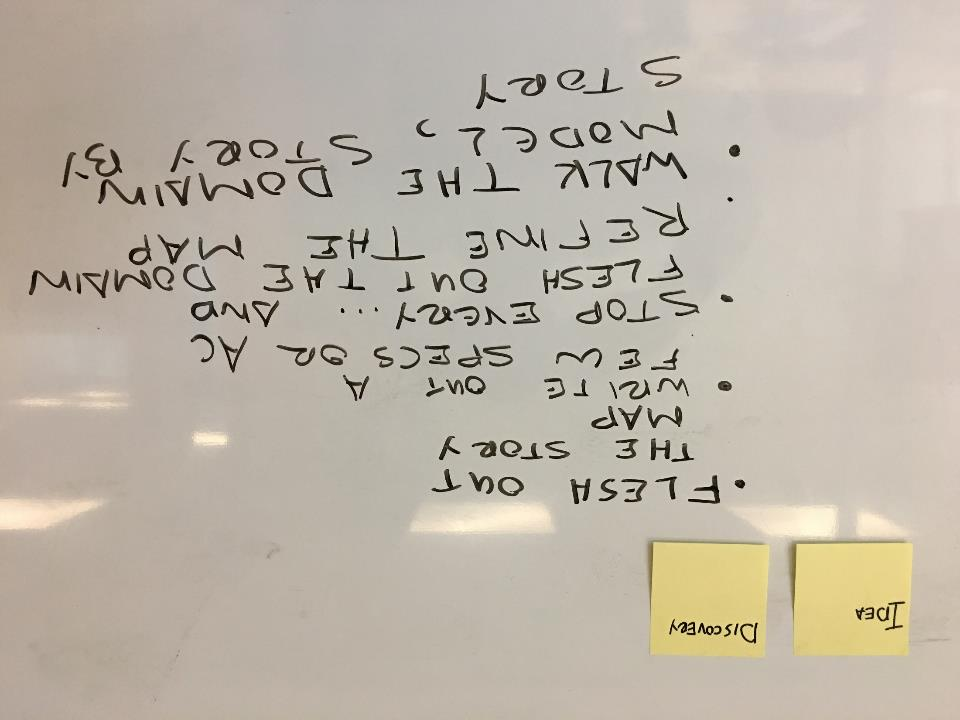 IDEA
DISCOVERY
• FLESH OUT
THE STORY
MAP
• WRITE OUT A
FEW SPECS OR AC
• STOP EVERY... AND
FLESH OUT THE DOMAIN
REFINE THE MAP
• WALK THE DOMAIN
MODEL, STORY BY
STORY